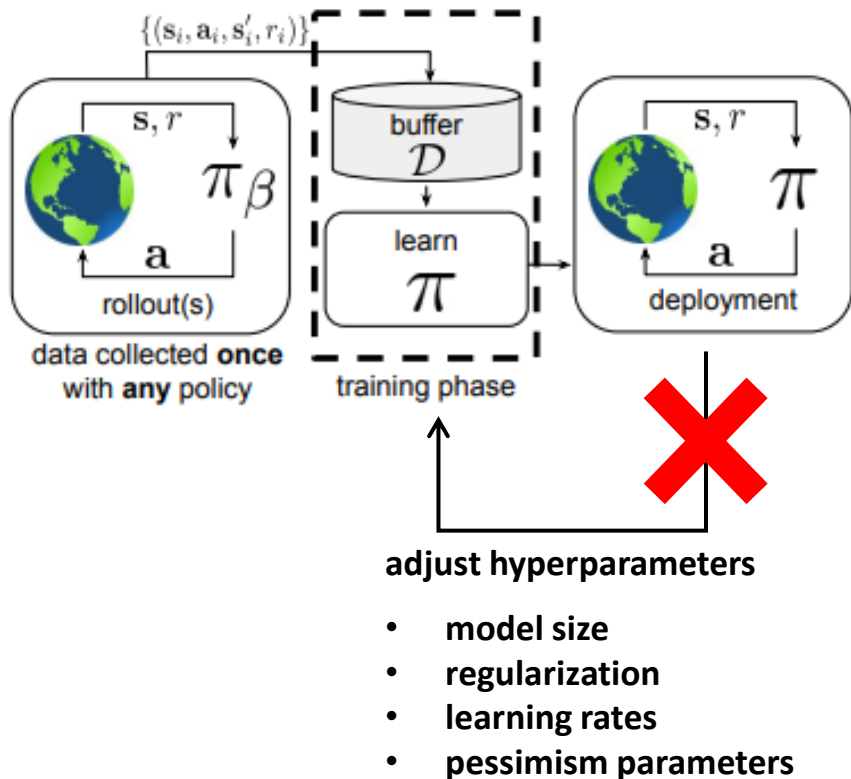 {(s_i, a_i, s'_i, r_i)}
s, r
π_β
a
rollout(s)
data collected once
with any policy
buffer
𝒟
learn
π
training phase
s, r
π
a
deployment
adjust hyperparameters
• model size
• regularization
• learning rates
• pessimism parameters